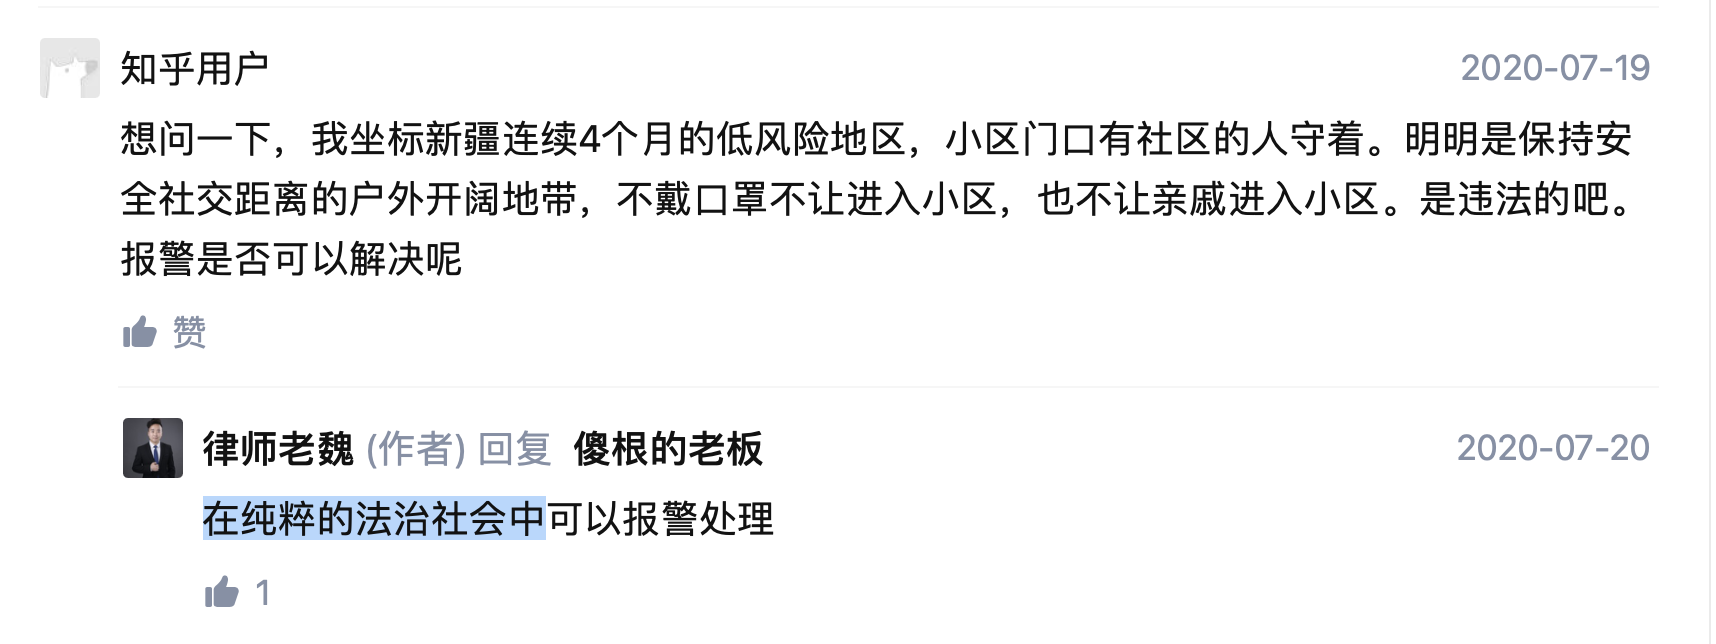 知乎用户
2020-07-19
想问一下，我坐标新疆连续4个月的低风险地区，小区门口有社区的人守着。明明是保持安
全社交距离的户外开阔地带，不戴口罩不让进入小区，也不让亲戚进入小区。是违法的吧。
报警是否可以解决呢
赞
律师老魏 (作者) 回复 傻根的老板
2020-07-20
在纯粹的法治社会中可以报警处理
1